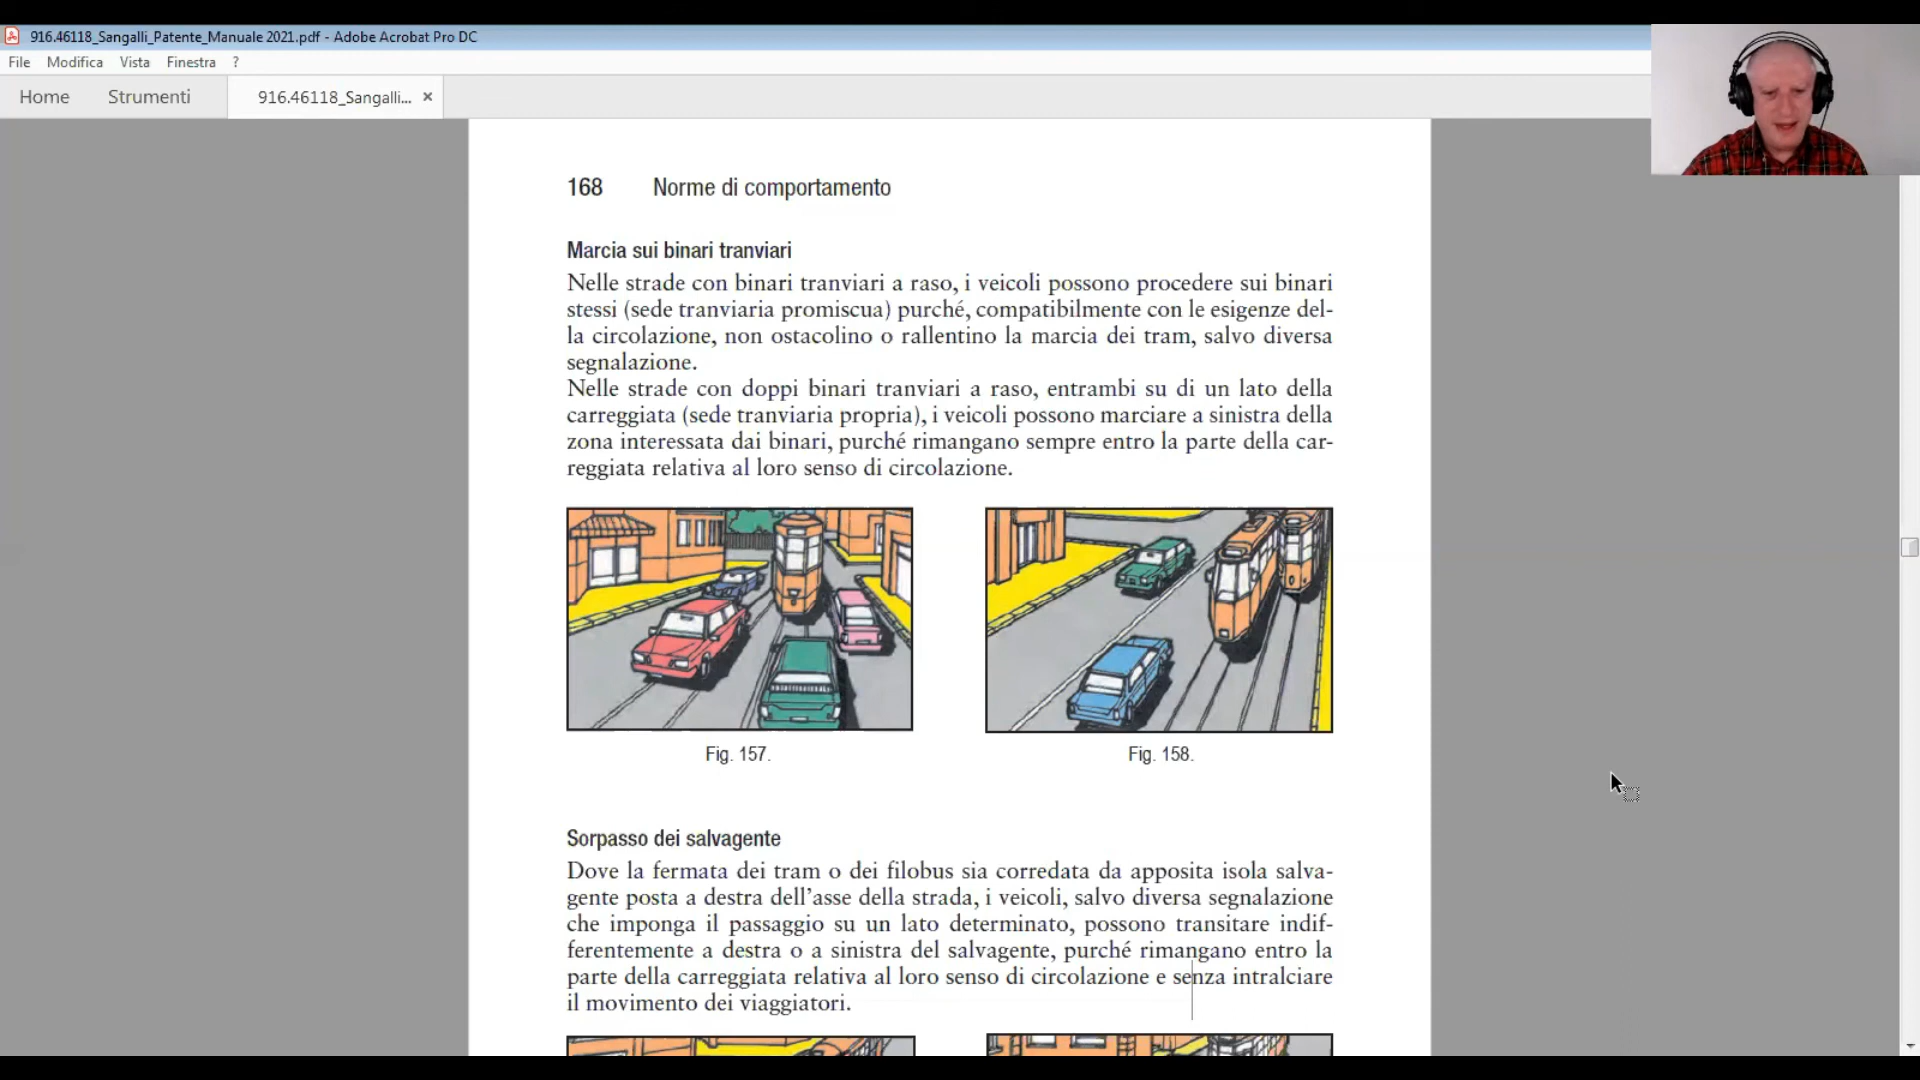 916.46118_Sangalli_Patente_Manuale 2021.pdf - Adobe Acrobat Pro DC
File Modifica Vista Finestra ?
Home Strumenti 916.46118_Sangalli... ×
168 Norme di comportamento
Marcia sui binari tranviari
Nelle strade con binari tranviari a raso, i veicoli possono procedere sui binari
stessi (sede tranviaria promiscua) purché, compatibilmente con le esigenze del-
la circolazione, non ostacolino o rallentino la marcia dei tram, salvo diversa
segnalazione.
Nelle strade con doppi binari tranviari a raso, entrambi su di un lato della
carreggiata (sede tranviaria propria), i veicoli possono marciare a sinistra della
zona interessata dai binari, purché rimangano sempre entro la parte della car-
reggiata relativa al loro senso di circolazione.
Fig. 157. Fig. 158.
Sorpasso dei salvagente
Dove la fermata dei tram o dei filobus sia corredata da apposita isola salva-
gente posta a destra dell'asse della strada, i veicoli, salvo diversa segnalazione
che imponga il passaggio su un lato determinato, possono transitare indif-
ferentemente a destra o a sinistra del salvagente, purché rimangano entro la
parte della carreggiata relativa al loro senso di circolazione e senza intralciare
il movimento dei viaggiatori.